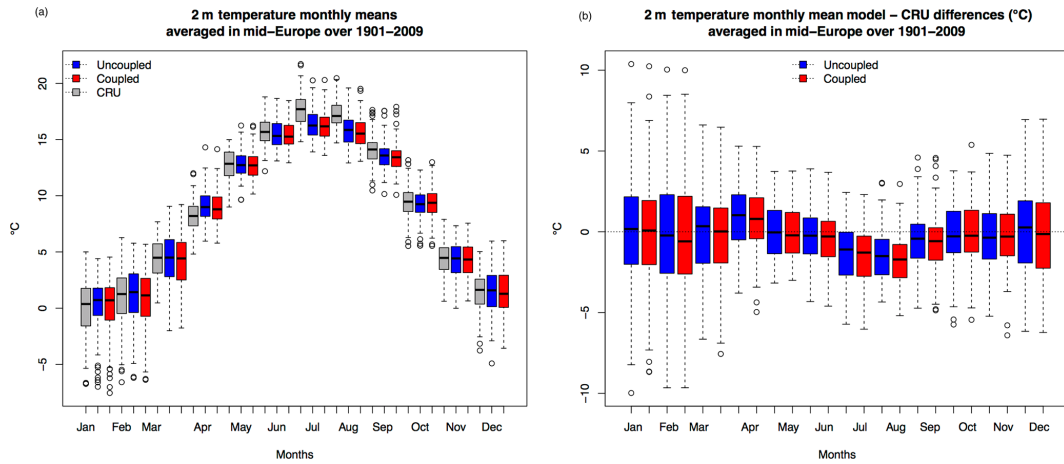 (a)
2 m temperature monthly means
averaged in mid−Europe over 1901−2009
Uncoupled
Coupled
CRU
°C
20
15
10
5
0
−5
Jan Feb Mar Apr May Jun Jul Aug Sep Oct Nov Dec
Months
(b)
2 m temperature monthly mean model − CRU differences (°C)
averaged in mid−Europe over 1901−2009
Uncoupled
Coupled
°C
10
5
0
−5
−10
Jan Feb Mar Apr May Jun Jul Aug Sep Oct Nov Dec
Months